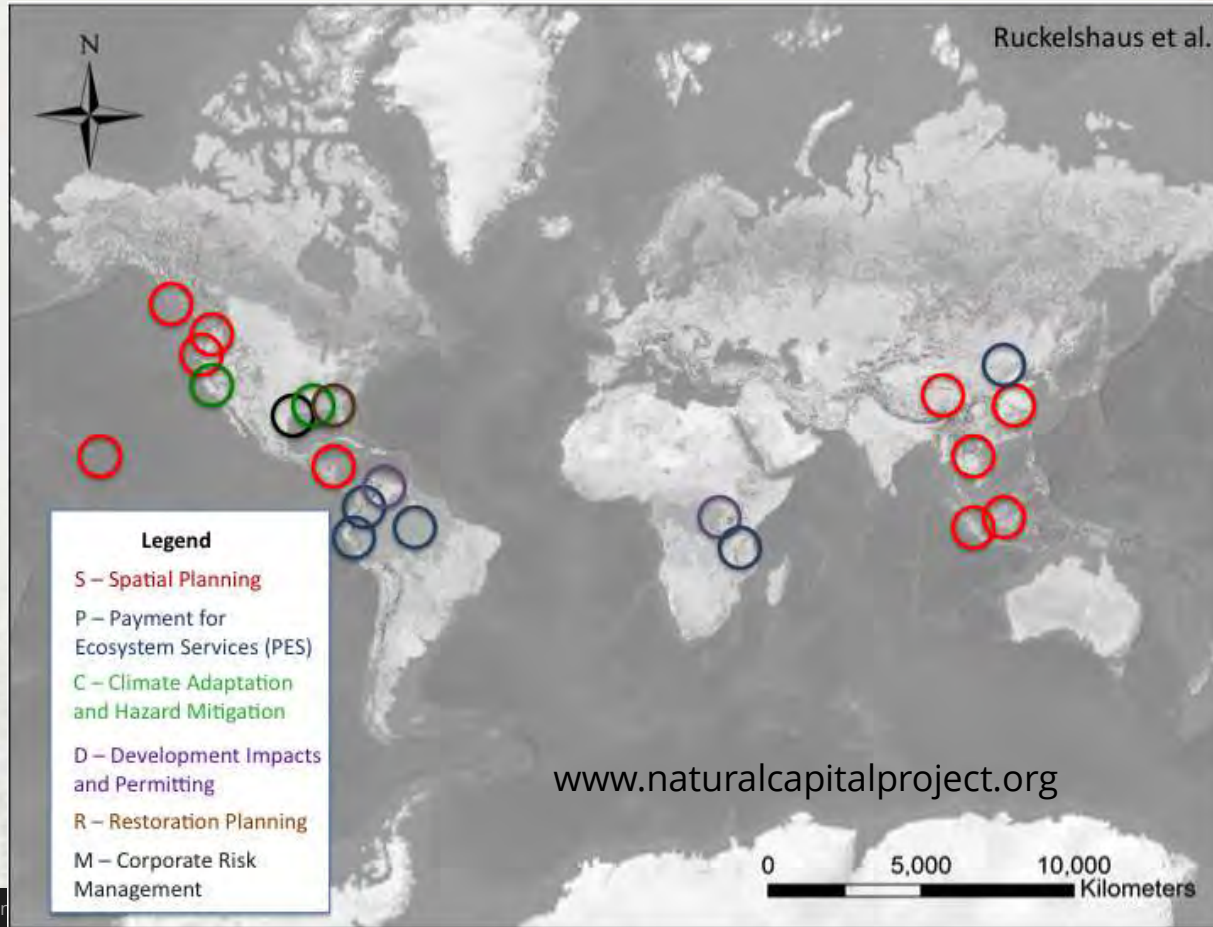 N
Ruckelshaus et al.
Legend
S – Spatial Planning
P – Payment for
Ecosystem Services (PES)
C – Climate Adaptation
and Hazard Mitigation
D – Development Impacts
and Permitting
R – Restoration Planning
M – Corporate Risk
Management
www.naturalcapitalproject.org
0 5,000 10,000
Kilometers